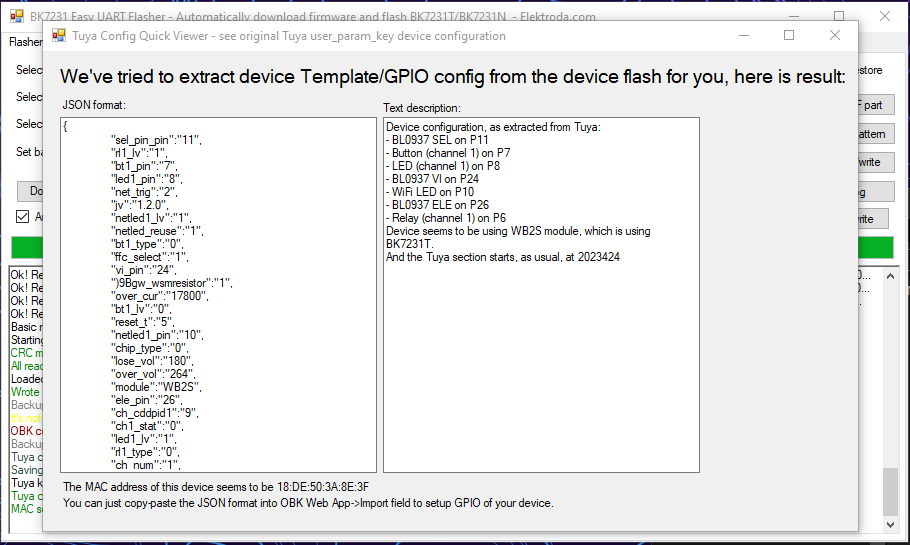 BK7231 Easy UART Flasher - Automatically download firmware and flash BK7231T/BK7231N - Elektroda.com
Flasher
Tuya Config Quick Viewer - see original Tuya user_param_key device configuration
We've tried to extract device Template/GPIO config from the device flash for you, here is result:
JSON format:
{
"sel_pin_pin":"11",
"rl1_lv":"1",
"bt1_pin":"7",
"led1_pin":"8",
"net_trig":"2",
"jv":"1.2.0",
"netled1_lv":"1",
"netled_reuse":"1",
"bt1_type":"0",
"ffc_select":"1",
"vi_pin":"24",
")9Bgw_wsmresistor":"1",
"over_cur":"17800",
"bt1_lv":"0",
"reset_t":"5",
"netled1_pin":"10",
"chip_type":"0",
"lose_vol":"180",
"over_vol":"264",
"module":"WB2S",
"ele_pin":"26",
"ch_cddpid1":"9",
"ch1_stat":"0",
"led1_lv":"1",
"rl1_type":"0",
"ch_num":"1",
Text description:
Device configuration, as extracted from Tuya:
- BL0937 SEL on P11
- Button (channel 1) on P7
- LED (channel 1) on P8
- BL0937 VI on P24
- WiFi LED on P10
- BL0937 ELE on P26
- Relay (channel 1) on P6
Device seems to be using WB2S module, which is using
BK7231T.
And the Tuya section starts, as usual, at 2023424
The MAC address of this device seems to be 18:DE:50:3A:8E:3F
You can just copy-paste the JSON format into OBK Web App->Import field to setup GPIO of your device.
Selec
Selec
Selec
Set ba
Do
estore
F part
attern
write
write
Ok! Re
Ok! Re
Ok! Re
Ok! Re
Basic r
Starting
CRC m
All reac
Loaded
Wrote
Backup
It's not
OBK co
Backup
Tuya c
Saving
Tuya k
Tuya c
MAC se